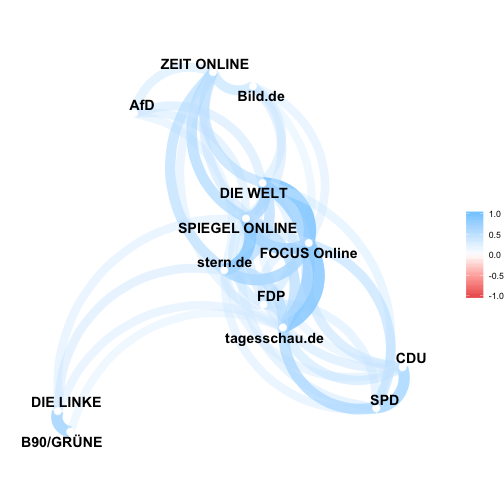 ZEIT ONLINE
Bild.de
AfD
DIE WELT
SPIEGEL ONLINE
FOCUS Online
stern.de
FDP
tagesschau.de
CDU
SPD
DIE LINKE
B90/GRÜNE
1.0
0.5
0.0
-0.5
-1.0